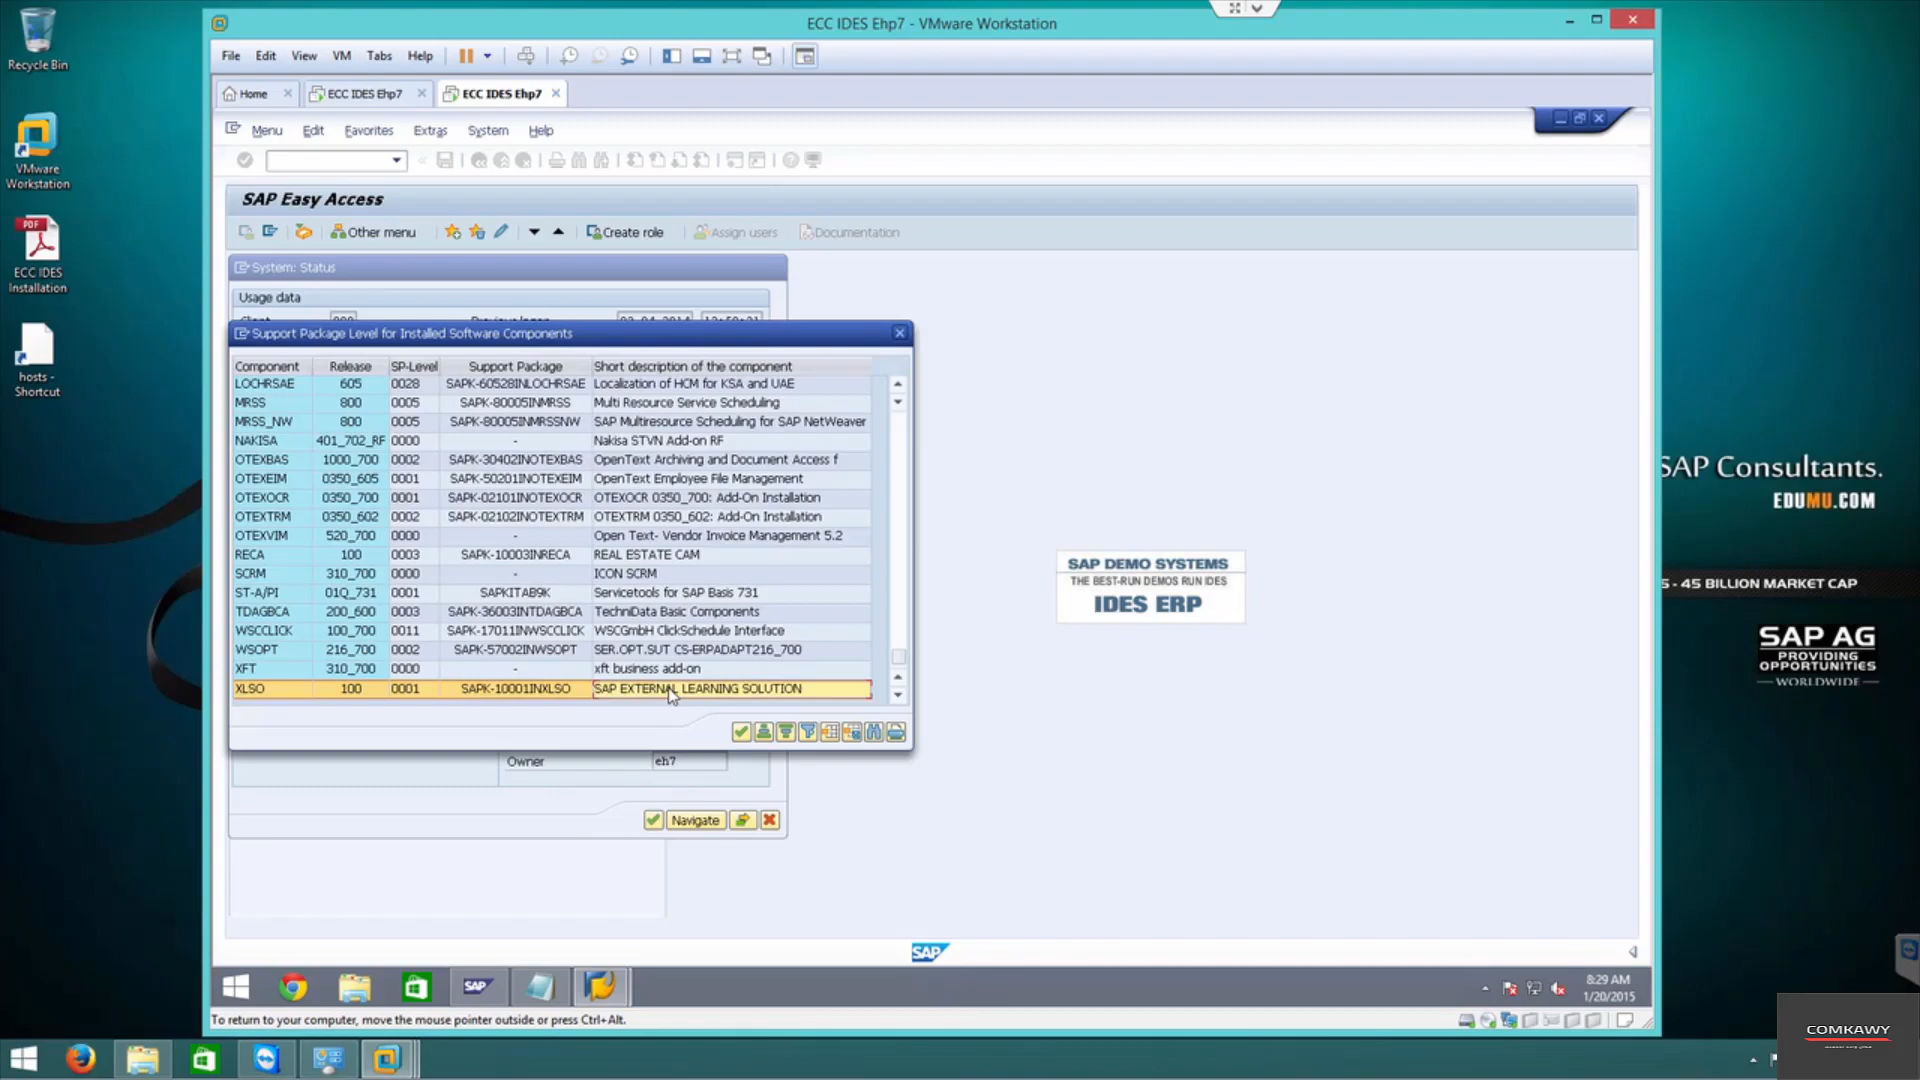 Recycle Bin
VMware
Workstation
ECC IDES
Installation
hosts -
Shortcut
ECC IDES Ehp7 - VMware Workstation
File Edit View VM Tabs Help
Home ECC IDES Ehp7 ECC IDES Ehp7
Menu Edit Favorites Extras System Help
SAP Easy Access
Other menu Create role Assign users Documentation
System: Status
Usage data
Support Package Level for Installed Software Components
Component Release SP-Level Support Package Short description of the component
LOCHRSAE 605 0028 SAPK-60528INLOCHRSAE Localization of HCM for KSA and UAE
MRSS 800 0005 SAPK-80005INMRSS Multi Resource Service Scheduling
MRSS_NW 800 0005 SAPK-80005INMRSSNW SAP Multiresource Scheduling for SAP NetWeaver
NAKISA 401_702_RF 0000 - Nakisa STVN Add-on RF
OTEXBAS 1000_700 0002 SAPK-30402INOTEXBAS OpenText Archiving and Document Access f
OTEXEIM 0350_605 0001 SAPK-50201INOTEXEIM OpenText Employee File Management
OTEXOCR 0350_700 0001 SAPK-02101INOTEXOCR OTEXOCR 0350_700: Add-On Installation
OTEXTRM 0350_602 0002 SAPK-02102INOTEXTRM OTEXTRM 0350_602: Add-On Installation
OTEXVIM 520_700 0000 - Open Text- Vendor Invoice Management 5.2
RECA 100 0003 SAPK-10003INRECA REAL ESTATE CAM
SCRM 310_700 0000 - ICON SCRM
ST-A/PI 01Q_731 0001 SAPKITAB9K Servicetools for SAP Basis 731
TDAGBCA 200_600 0003 SAPK-36003INTDAGBCA TechniData Basic Components
WSCCLICK 100_700 0011 SAPK-17011INWSCCLICK WSCGmbH ClickSchedule Interface
WSOPT 216_700 0002 SAPK-57002INWSOPT SER.OPT.SUT CS-ERPADAPT216_700
XFT 310_700 0000 - xft business add-on
XLSO 100 0001 SAPK-10001INXLSO SAP EXTERNAL LEARNING SOLUTION
Owner eh7
Navigate
SAP DEMO SYSTEMS
THE BEST-RUN DEMOS RUN IDES
IDES ERP
SAP
SAP
8:29 AM
1/20/2015
To return to your computer, move the mouse pointer outside or press Ctrl+Alt.
SAP Consultants.
EDUMU.COM
5 - 45 BILLION MARKET CAP
SAP AG
PROVIDING
OPPORTUNITIES
WORLDWIDE
COMKAWY